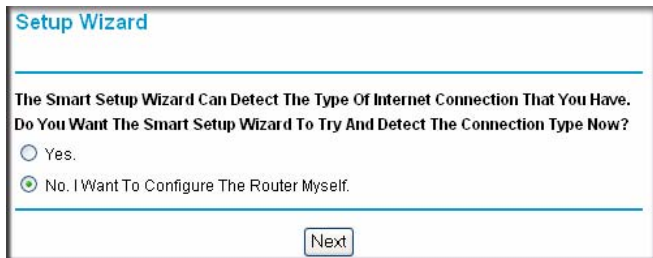 Setup Wizard
The Smart Setup Wizard Can Detect The Type Of Internet Connection That You Have.
Do You Want The Smart Setup Wizard To Try And Detect The Connection Type Now?
Yes.
No. I Want To Configure The Router Myself.
Next